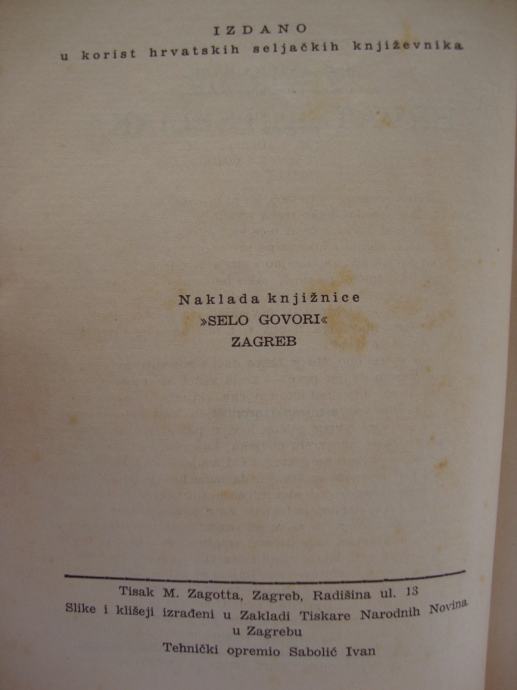 IZDANO
u korist hrvatskih seljačkih književnika
Naklada knjižnice
»SELO GOVORI«
ZAGREB
Tisak M. Zagotta, Zagreb, Radišina ul. 13
Slike i klišeji izrađeni u Zakladi Tiskare Narodnih Novina
u Zagrebu
Tehnički opremio Sabolić Ivan